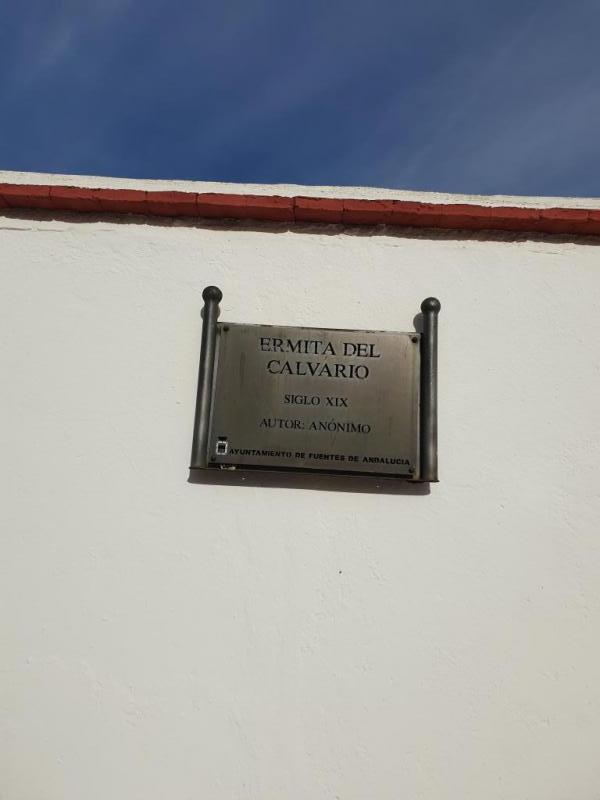 ERMITA DEL
CALVARIO
SIGLO XIX
AUTOR: ANÓNIMO
AYUNTAMIENTO DE FUENTES DE ANDALUCIA